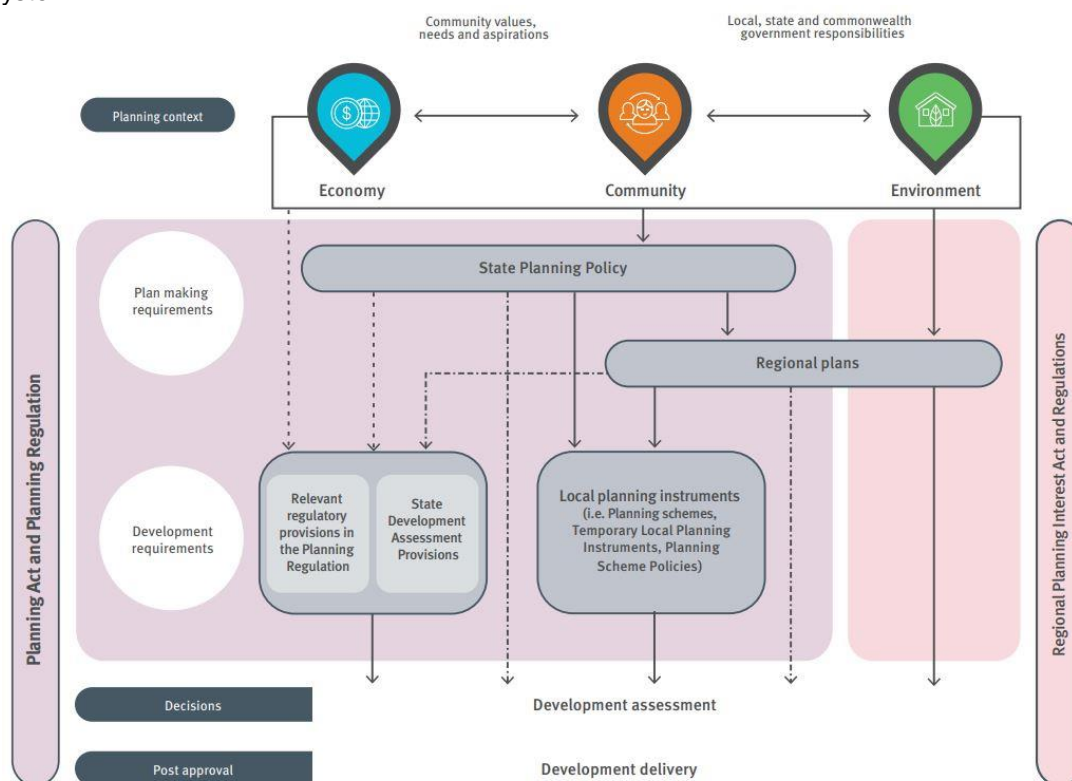 Community values,
needs and aspirations
Local, state and commonwealth
government responsibilities
Planning context
$
Economy
Community
Environment
Planning Act and Planning Regulation
Regional Planning Interest Act and Regulations
Plan making
requirements
State Planning Policy
Regional plans
Development
requirements
Relevant
regulatory
provisions in
the Planning
Regulation
State
Development
Assessment
Provisions
Local planning instruments
(i.e. Planning schemes,
Temporary Local Planning
Instruments, Planning
Scheme Policies)
Decisions
Development assessment
Post approval
Development delivery